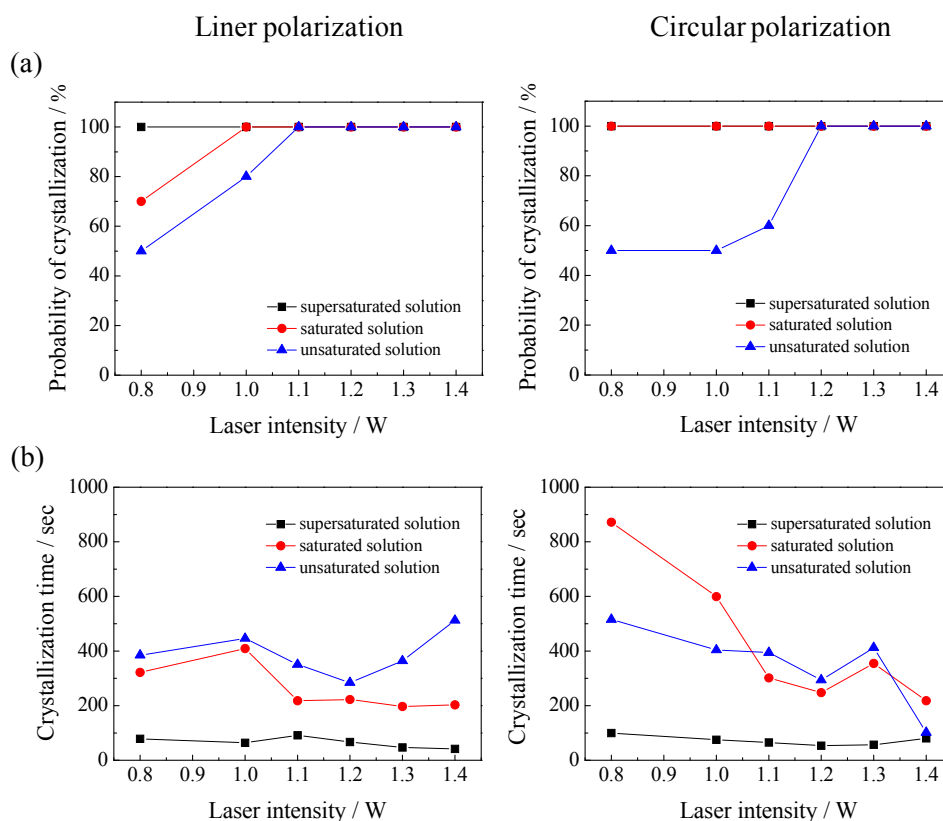 Liner polarization
Circular polarization
(a)
Probability of crystallization / %
100
80
60
40
20
0
supersaturated solution
saturated solution
unsaturated solution
0.8 0.9 1.0 1.1 1.2 1.3 1.4
Laser intensity / W
Probability of crystallization / %
100
80
60
40
20
0
supersaturated solution
saturated solution
unsaturated solution
0.8 0.9 1.0 1.1 1.2 1.3 1.4
Laser intensity / W
(b)
Crystallization time / sec
1000
800
600
400
200
0
supersaturated solution
saturated solution
unsaturated solution
0.8 0.9 1.0 1.1 1.2 1.3 1.4
Laser intensity / W
Crystallization time / sec
1000
800
600
400
200
0
supersaturated solution
saturated solution
unsaturated solution
0.8 0.9 1.0 1.1 1.2 1.3 1.4
Laser intensity / W